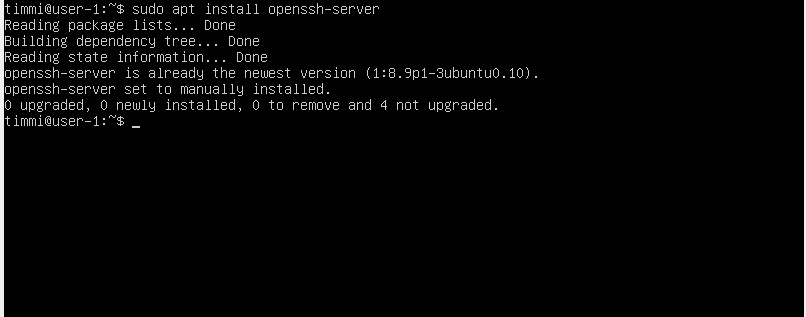 timmi@user-1:~$ sudo apt install openssh-server
Reading package lists... Done
Building dependency tree... Done
Reading state information... Done
openssh-server is already the newest version (1:8.9p1-3ubuntu0.10).
openssh-server set to manually installed.
0 upgraded, 0 newly installed, 0 to remove and 4 not upgraded.
timmi@user-1:~$ _